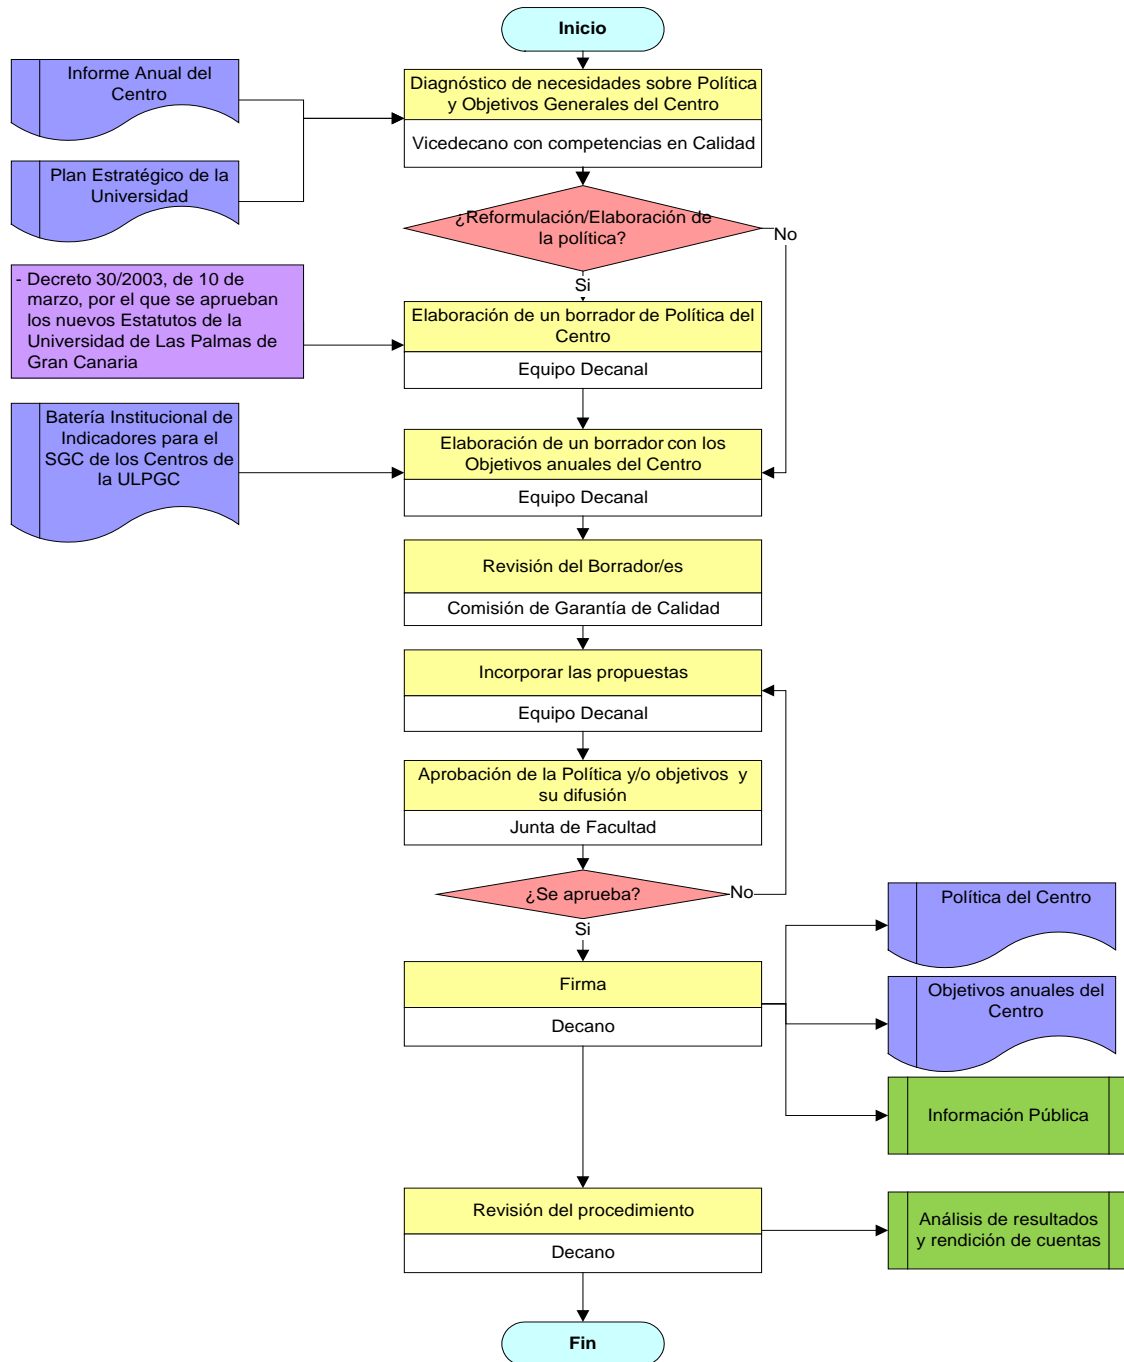 Inicio
Informe Anual del
Centro
Diagnóstico de necesidades sobre Política
y Objetivos Generales del Centro
Vicedecano con competencias en Calidad
Plan Estratégico de la
Universidad
¿Reformulación/Elaboración de
la política?
No
Si
- Decreto 30/2003, de 10 de
marzo, por el que se aprueban
los nuevos Estatutos de la
Universidad de Las Palmas de
Gran Canaria
Elaboración de un borrador de Política del
Centro
Equipo Decanal
Batería Institucional de
Indicadores para el
SGC de los Centros de
la ULPGC
Elaboración de un borrador con los
Objetivos anuales del Centro
Equipo Decanal
Revisión del Borrador/es
Comisión de Garantía de Calidad
Incorporar las propuestas
Equipo Decanal
Aprobación de la Política y/o objetivos y
su difusión
Junta de Facultad
¿Se aprueba?
No
Si
Política del Centro
Firma
Decano
Objetivos anuales del
Centro
Información Pública
Revisión del procedimiento
Decano
Análisis de resultados
y rendición de cuentas
Fin